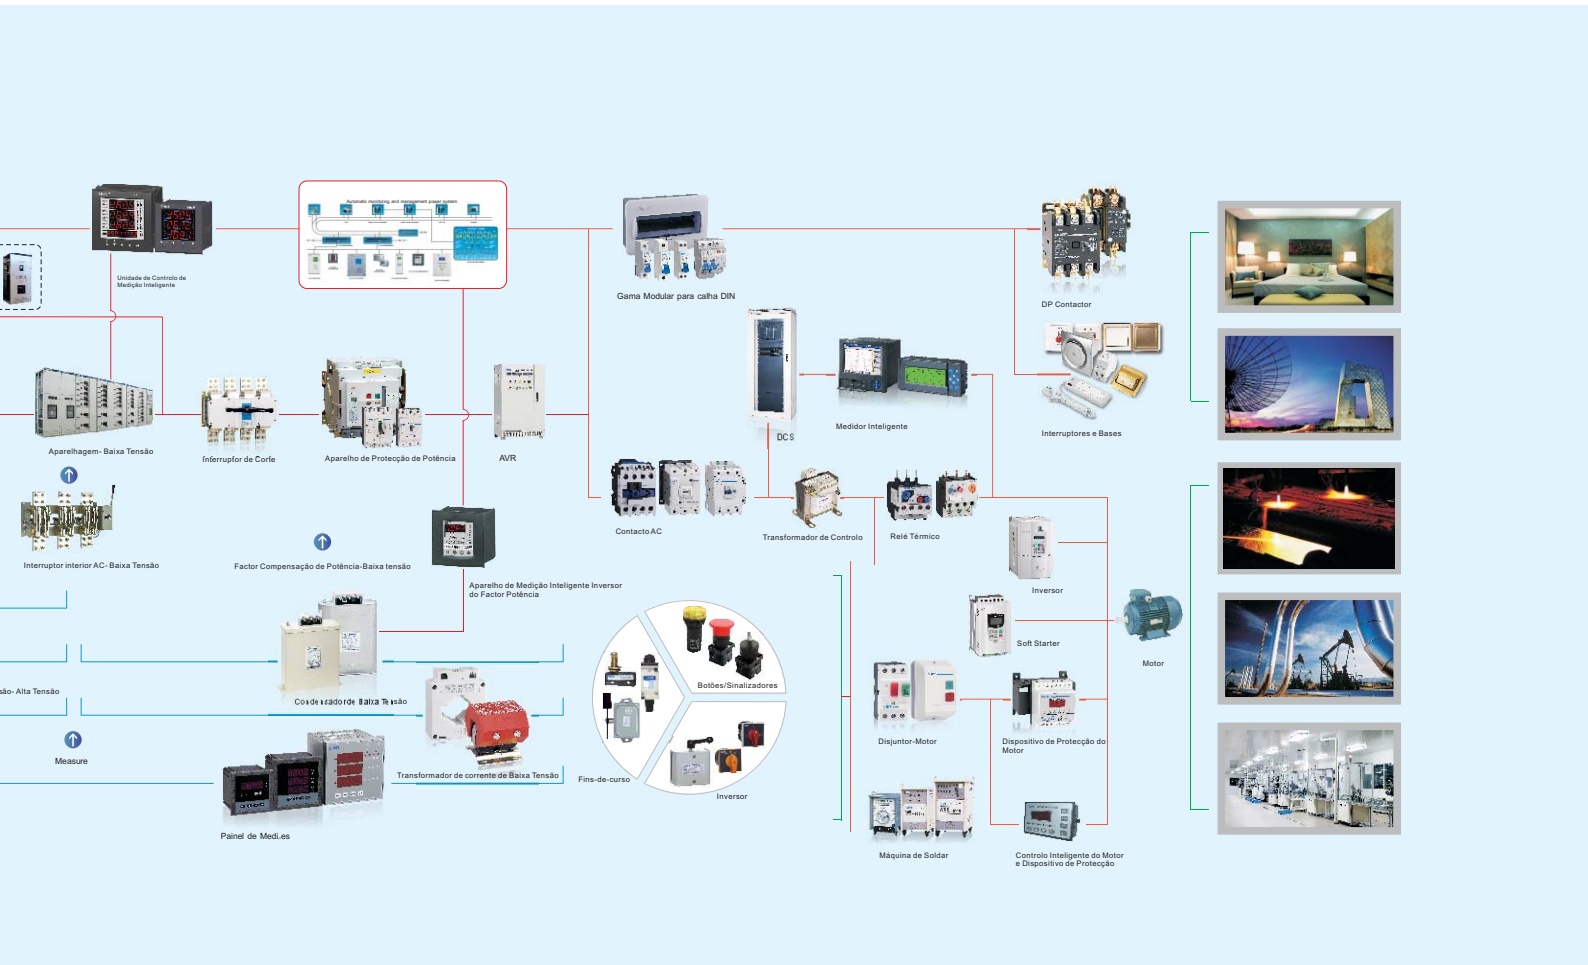 Automatic monitoring and management power system
Unidade de Controlo de
Medição Inteligente
Gama Modular para calha DIN
DP Contactor
Aparelhagem- Baixa Tensão
Interruptor de Corte
Aparelho de Protecção de Potência
AVR
DCS
Medidor Inteligente
Interruptores e Bases
Interruptor interior AC- Baixa Tensão
Factor Compensação de Potência-Baixa tensão
Aparelho de Medição Inteligente Inversor
do Factor Potência
Contacto AC
Transformador de Controlo
Relé Térmico
Inversor
Soft Starter
Motor
são- Alta Tensão
Condensador de Baixa Tensão
Botões/Sinalizadores
Measure
Transformador de corrente de Baixa Tensão
Fins-de-curso
Inversor
Disjuntor-Motor
Dispositivo de Protecção do
Motor
Painel de Medi.es
Máquina de Soldar
Controlo Inteligente do Motor
e Dispositivo de Protecção